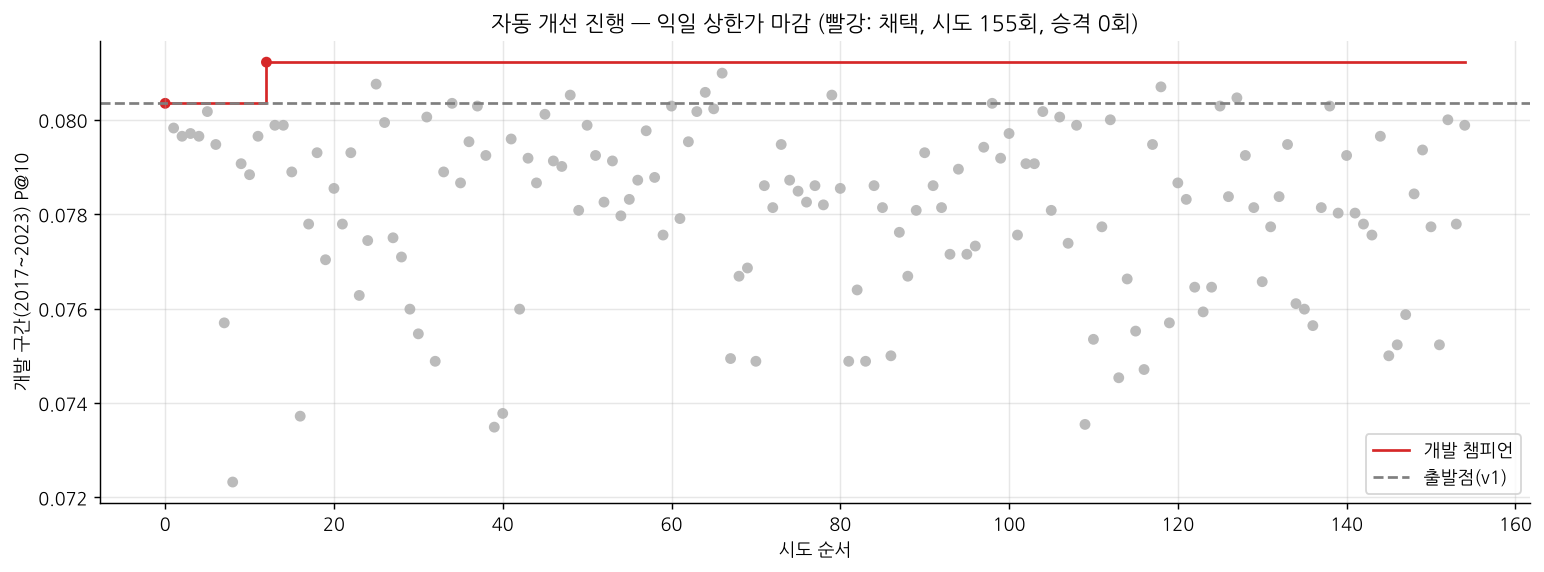 자동 개선 진행 — 익일 상한가 마감 (빨강: 채택, 시도 155회, 승격 0회)
개발 구간(2017~2023) P@10
0.080
0.078
0.076
0.074
0.072
개발 챔피언
출발점(v1)
0 20 40 60 80 100 120 140 160
시도 순서